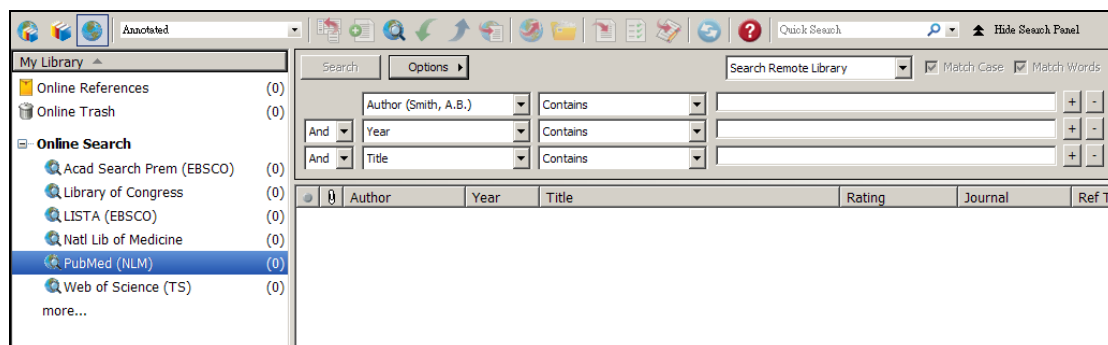 Annotated
Quick Search
Hide Search Panel
My Library
Search
Options
Search Remote Library
Match Case
Match Words
Online References (0)
Online Trash (0)
Author (Smith, A.B.) Contains + -
And Year Contains + -
And Title Contains + -
Online Search
Acad Search Prem (EBSCO) (0)
Library of Congress (0)
LISTA (EBSCO) (0)
Natl Lib of Medicine (0)
PubMed (NLM) (0)
Web of Science (TS) (0)
more...
Author Year Title Rating Journal Ref T